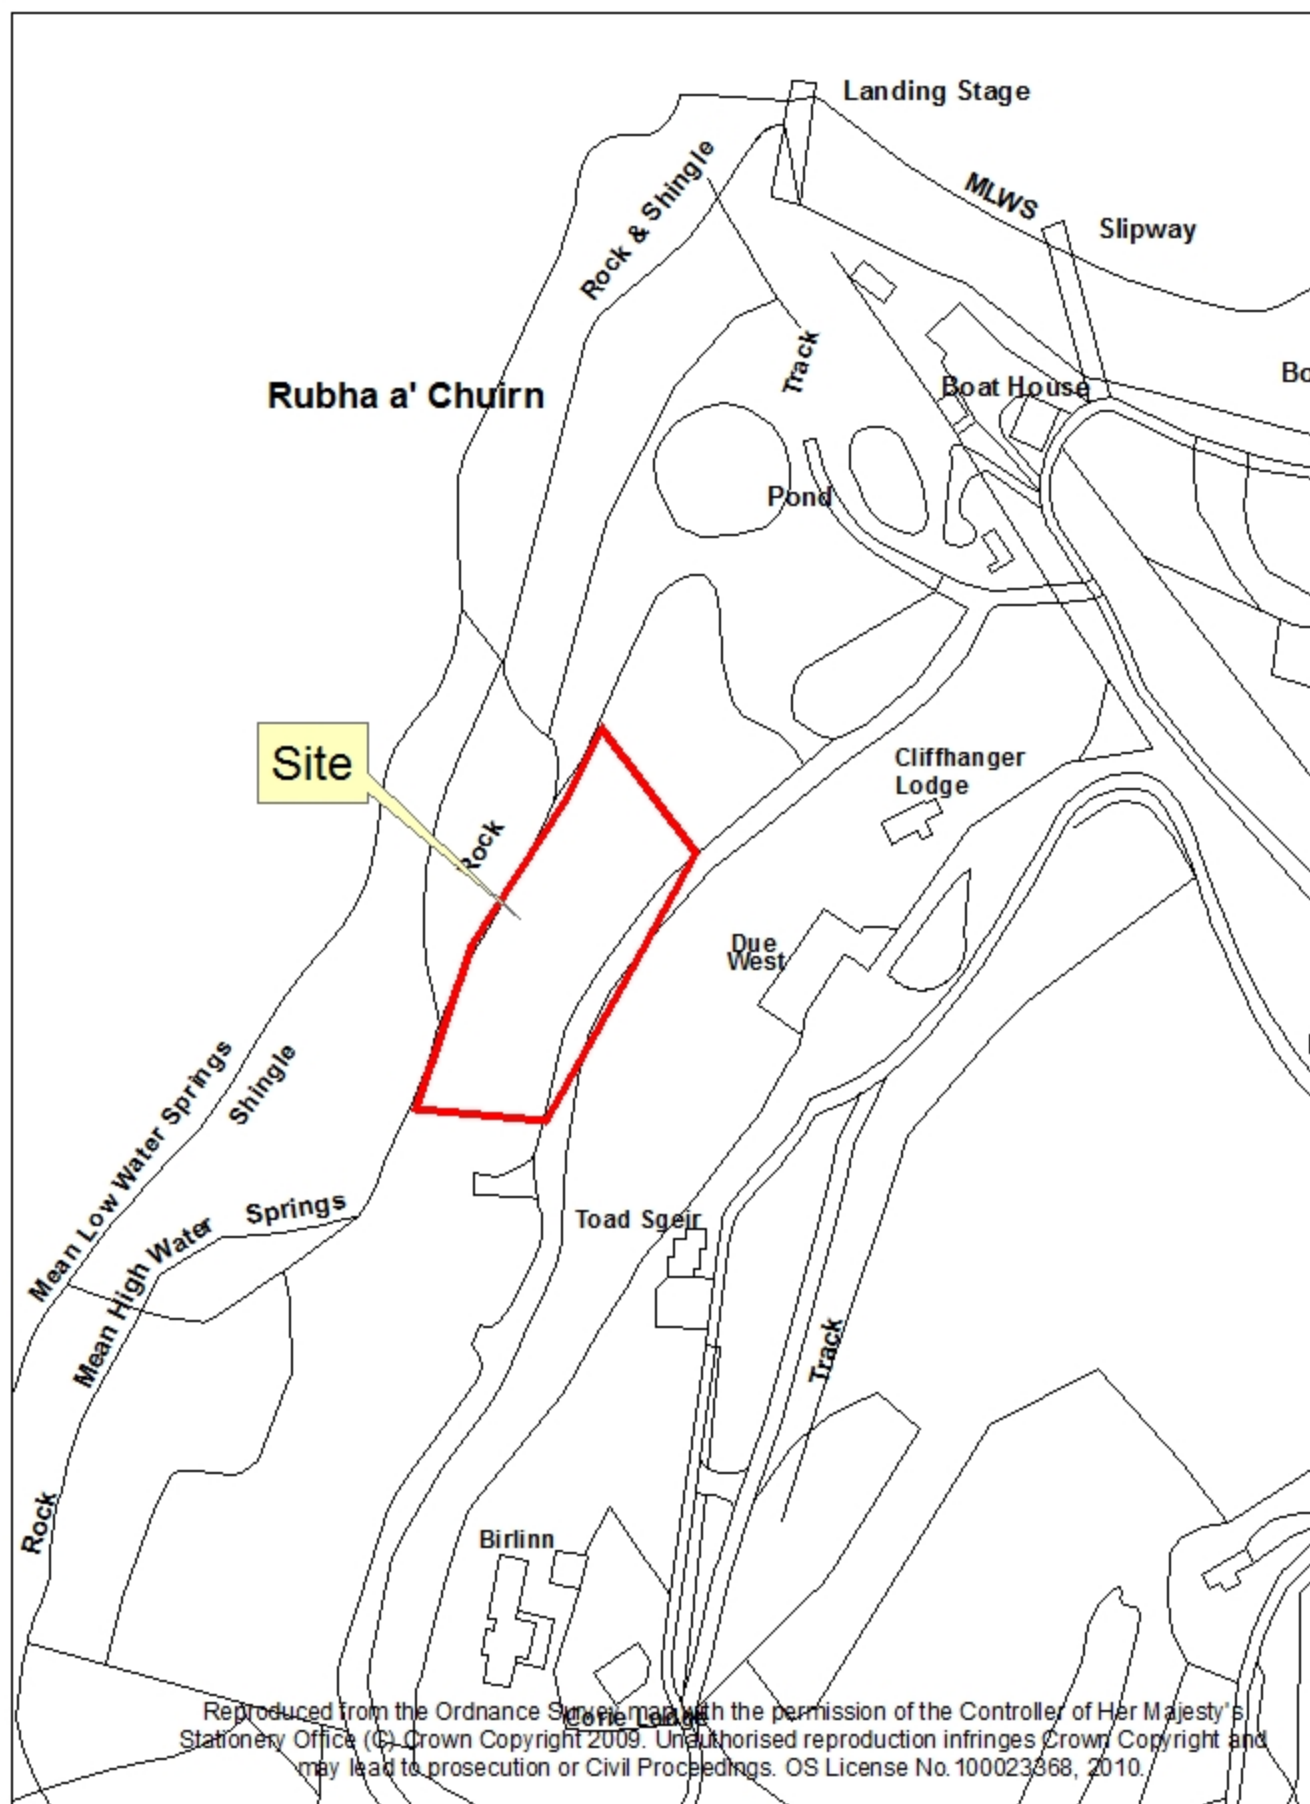 Landing Stage
Rock & Shingle
MLWS
Slipway
Track
Rubha a' Chuirn
Boat House
Bo
Pond
Site
Cliffhanger
Lodge
Rock
Due
West
Mean Low Water Springs
Shingle
Mean High Water Springs
Toad Sgeir
Track
Rock
Birlinn
Corie Lodge
Reproduced from the Ordnance Survey map with the permission of the Controller of Her Majesty's
Stationery Office (C) Crown Copyright 2009. Unauthorised reproduction infringes Crown Copyright and
may lead to prosecution or Civil Proceedings. OS License No.100023368, 2010.